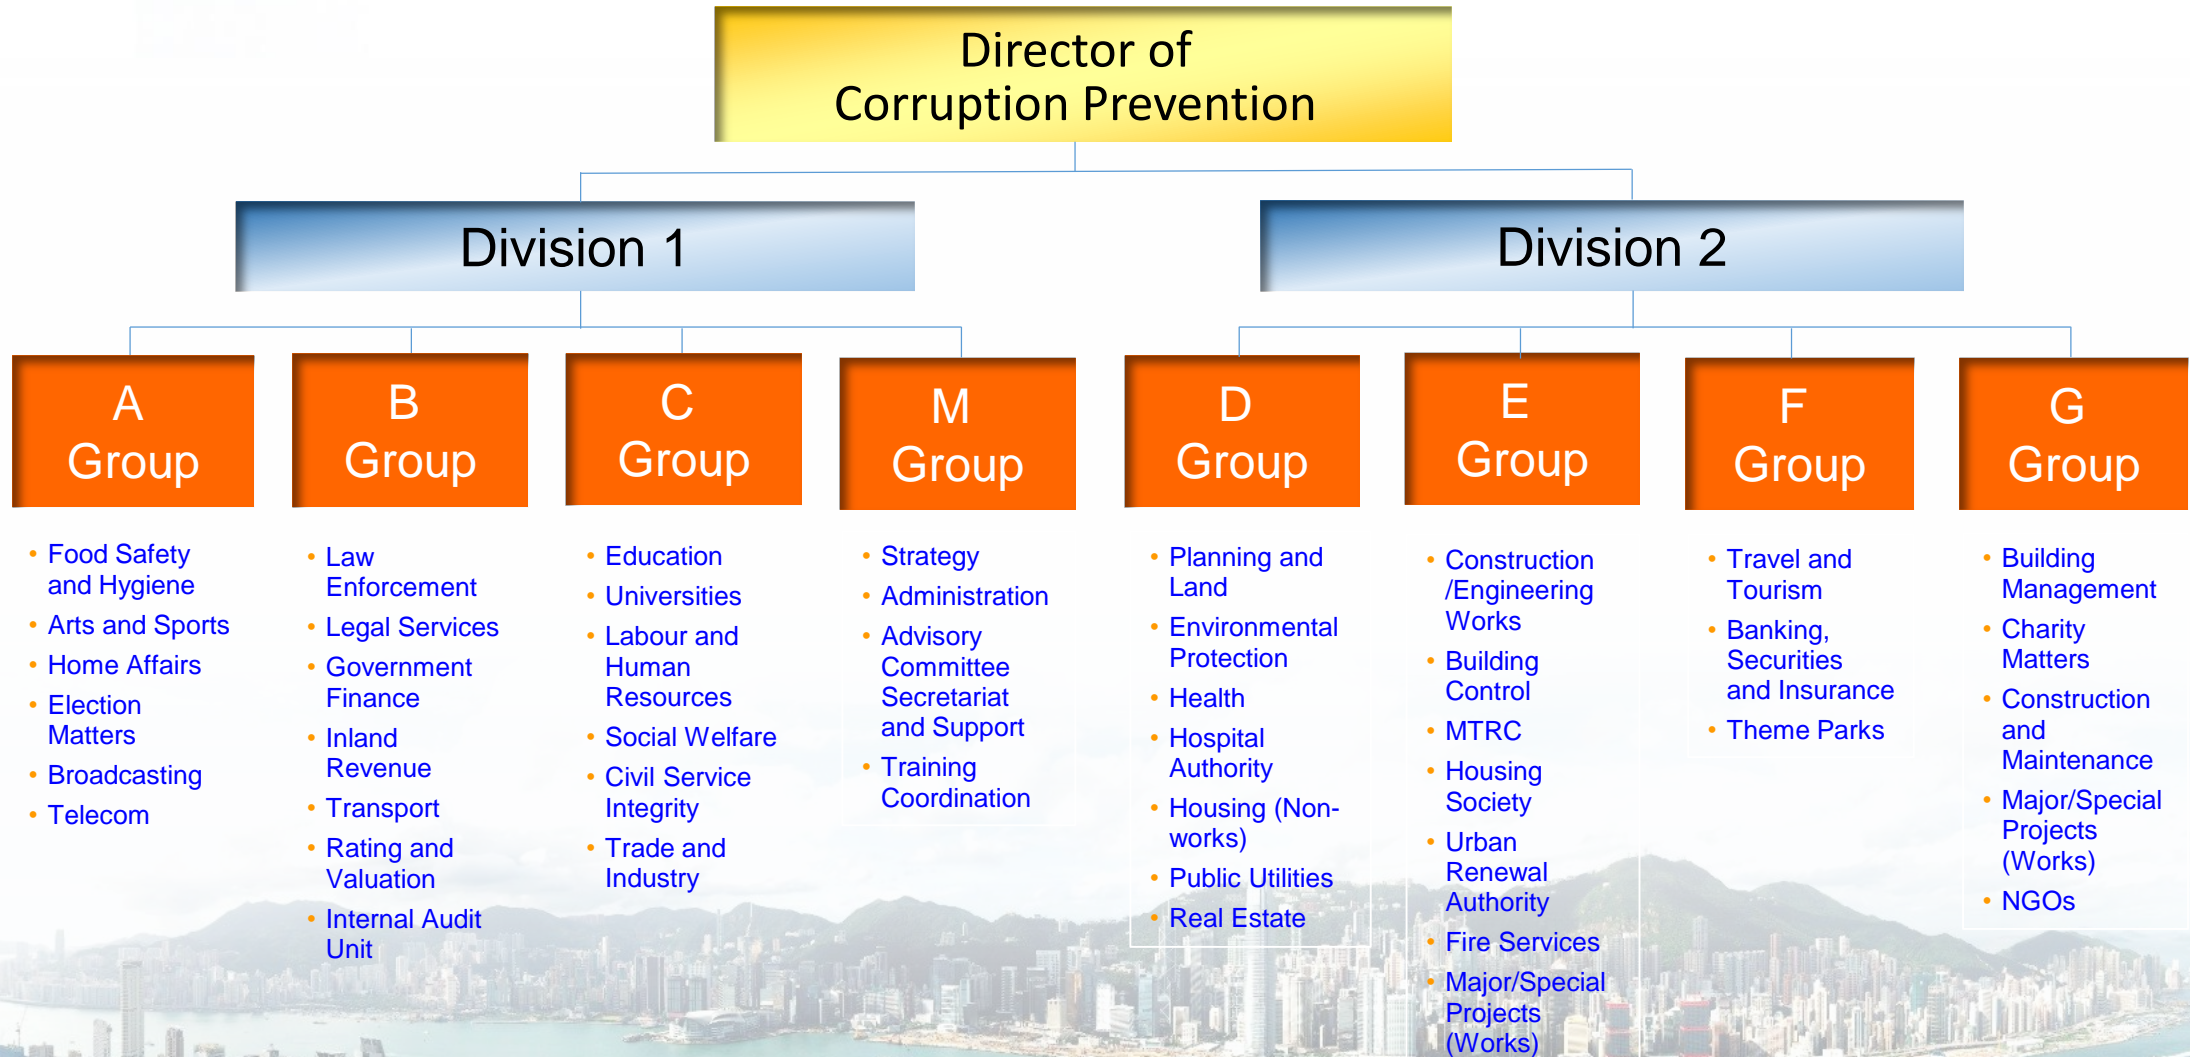 Director of
Corruption Prevention
Division 1
Division 2
A
Group
B
Group
C
Group
M
Group
D
Group
E
Group
F
Group
G
Group
• Food Safety
and Hygiene
• Arts and Sports
• Home Affairs
• Election
Matters
• Broadcasting
• Telecom
• Law
Enforcement
• Legal Services
• Government
Finance
• Inland
Revenue
• Transport
• Rating and
Valuation
• Internal Audit
Unit
• Education
• Universities
• Labour and
Human
Resources
• Social Welfare
• Civil Service
Integrity
• Trade and
Industry
• Strategy
• Administration
• Advisory
Committee
Secretariat
and Support
• Training
Coordination
• Planning and
Land
• Environmental
Protection
• Health
• Hospital
Authority
• Housing (Non-
works)
• Public Utilities
• Real Estate
• Construction
/Engineering
Works
• Building
Control
• MTRC
• Housing
Society
• Urban
Renewal
Authority
• Fire Services
• Major/Special
Projects
(Works)
• Travel and
Tourism
• Banking,
Securities
and Insurance
• Theme Parks
• Building
Management
• Charity
Matters
• Construction
and
Maintenance
• Major/Special
Projects
(Works)
• NGOs